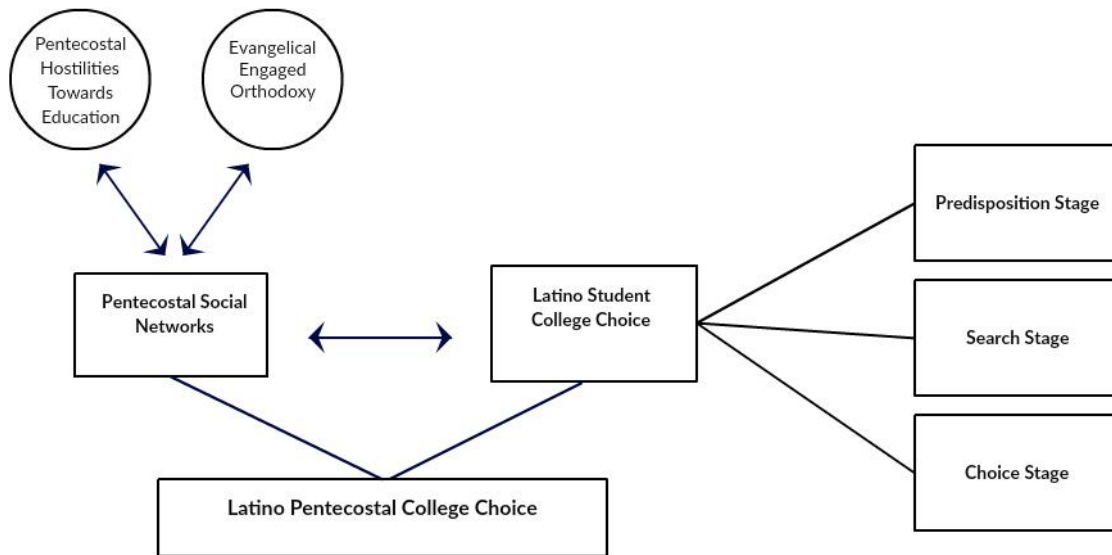 Pentecostal
Hostilities
Towards
Education
Evangelical
Engaged
Orthodoxy
Predisposition Stage
Pentecostal Social
Networks
Latino Student
College Choice
Search Stage
Choice Stage
Latino Pentecostal College Choice